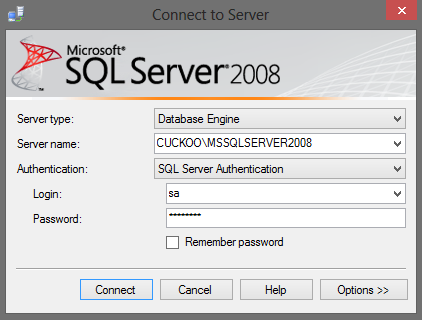 Connect to Server
Microsoft®
SQL Server® 2008
Server type: Database Engine
Server name: CUCKOO\MSSQLSERVER2008
Authentication: SQL Server Authentication
Login: sa
Password: ********
Remember password
Connect Cancel Help Options >>